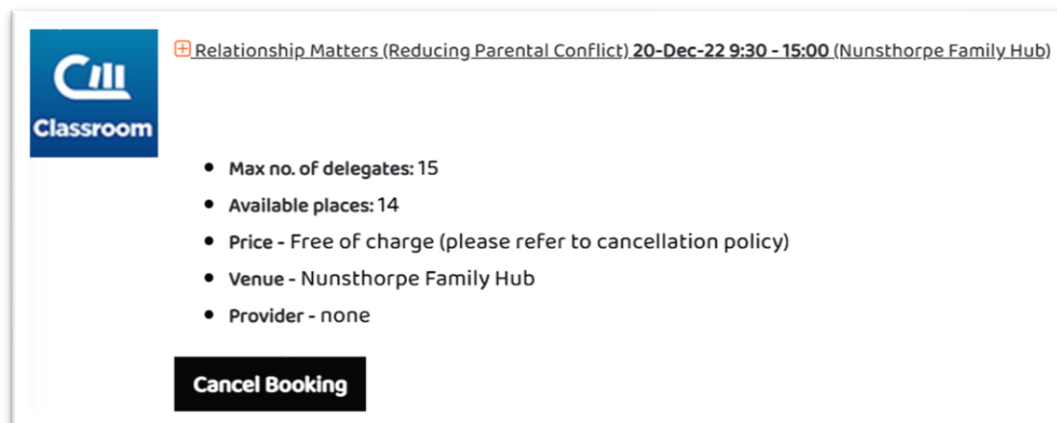 Relationship Matters (Reducing Parental Conflict) 20-Dec-22 9:30 - 15:00 (Nunsthorpe Family Hub)
Classroom
Max no. of delegates: 15
Available places: 14
Price - Free of charge (please refer to cancellation policy)
Venue - Nunsthorpe Family Hub
Provider - none
Cancel Booking